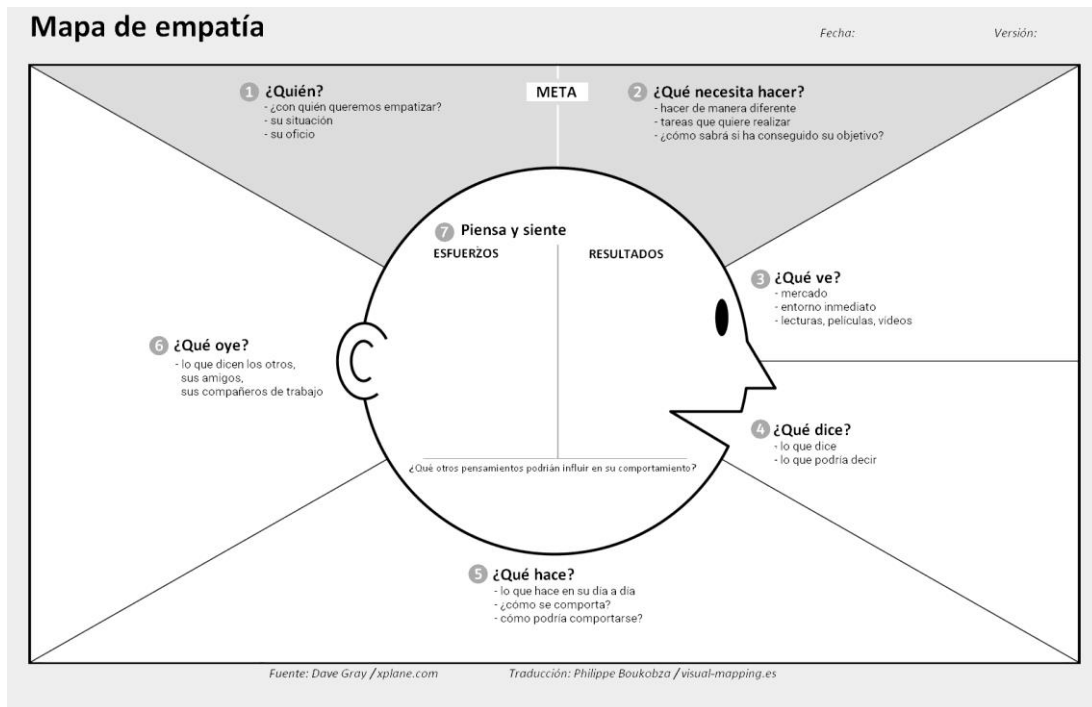 Mapa de empatía
Fecha:
Versión:
META
1 ¿Quién?
- ¿con quién queremos empatizar?
- su situación
- su oficio
2 ¿Qué necesita hacer?
- hacer de manera diferente
- tareas que quiere realizar
- ¿cómo sabrá si ha conseguido su objetivo?
3 ¿Qué ve?
- mercado
- entorno inmediato
- lecturas, películas, vídeos
4 ¿Qué dice?
- lo que dice
- lo que podría decir
5 ¿Qué hace?
- lo que hace en su día a día
- ¿cómo se comporta?
- cómo podría comportarse?
6 ¿Qué oye?
- lo que dicen los otros,
sus amigos,
sus compañeros de trabajo
7 Piensa y siente
ESFUERZOS
RESULTADOS
¿Qué otros pensamientos podrían influir en su comportamiento?
Fuente: Dave Gray / xplane.com
Traducción: Philippe Boukobza / visual-mapping.es